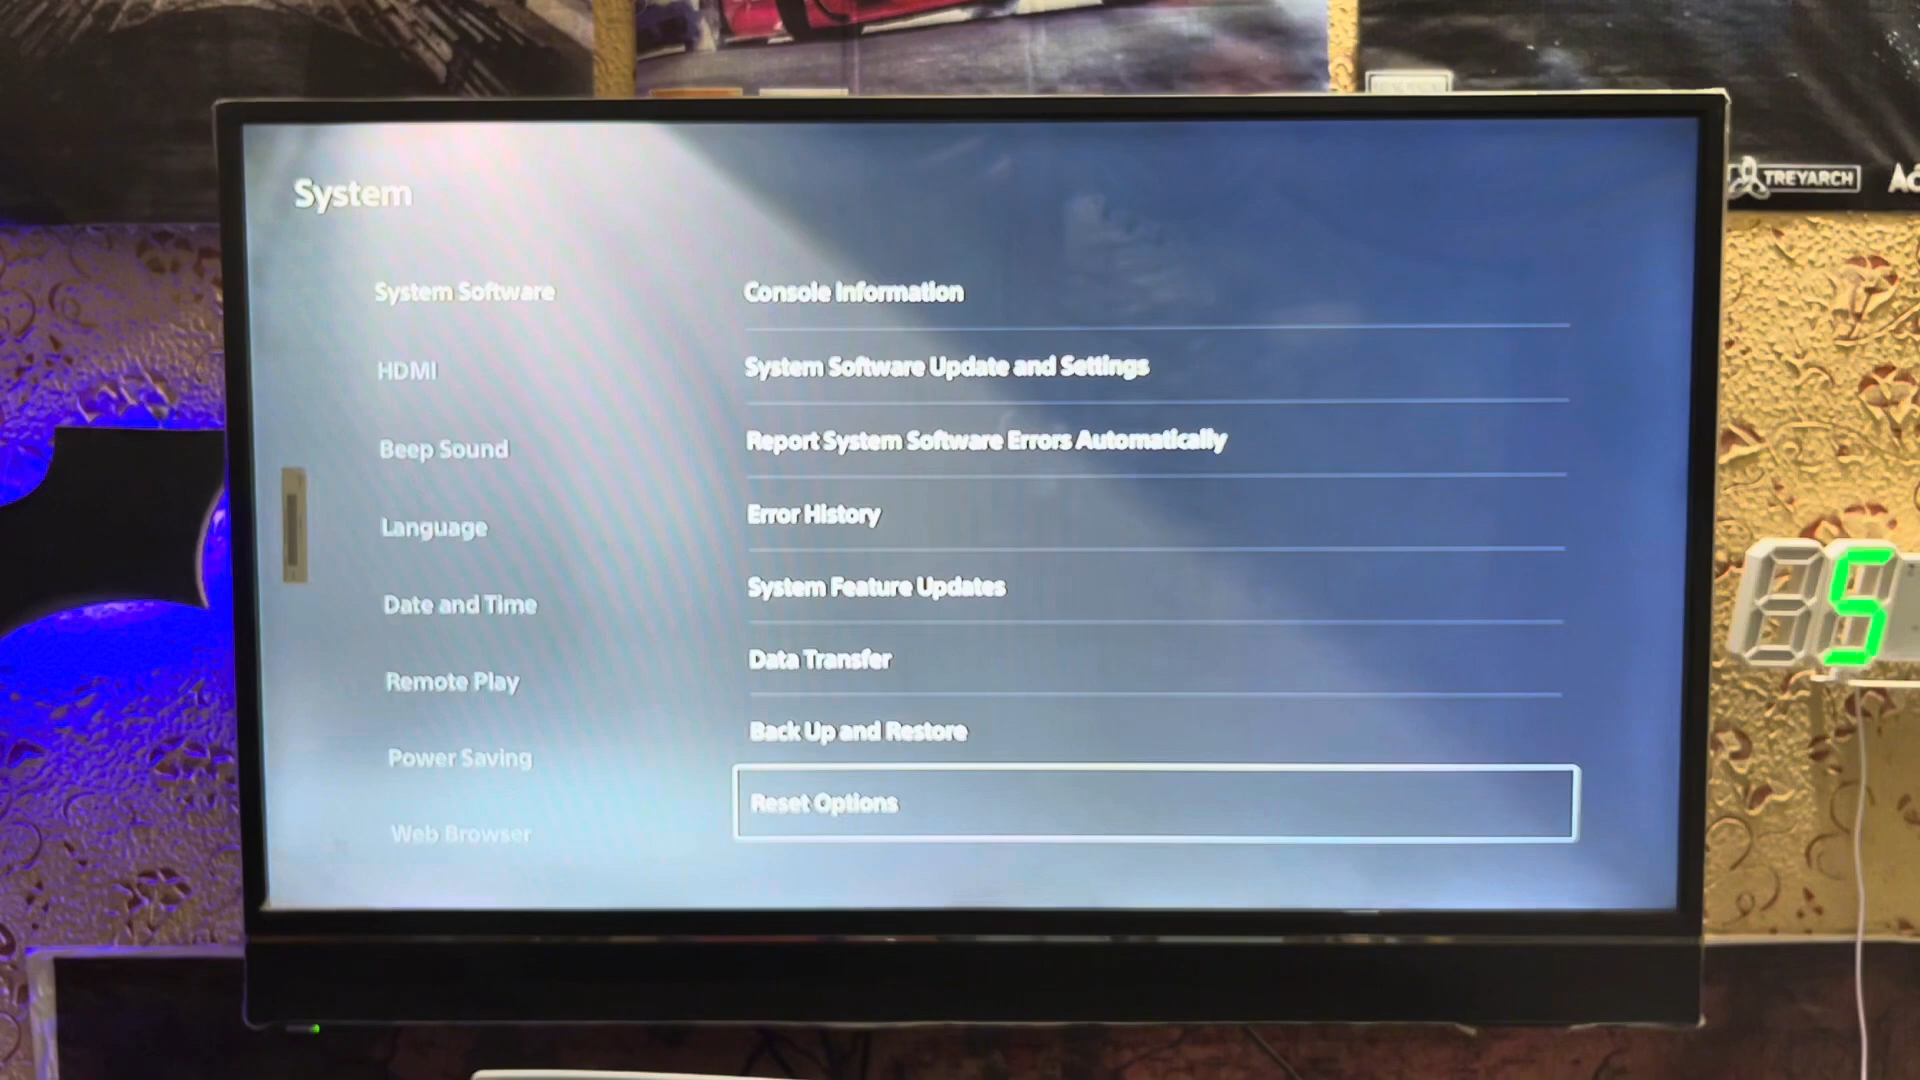 TREYARCH
System
System Software
HDMI
Beep Sound
Language
Date and Time
Remote Play
Power Saving
Web Browser
Console Information
System Software Update and Settings
Report System Software Errors Automatically
Error History
System Feature Updates
Data Transfer
Back Up and Restore
Reset Options
5